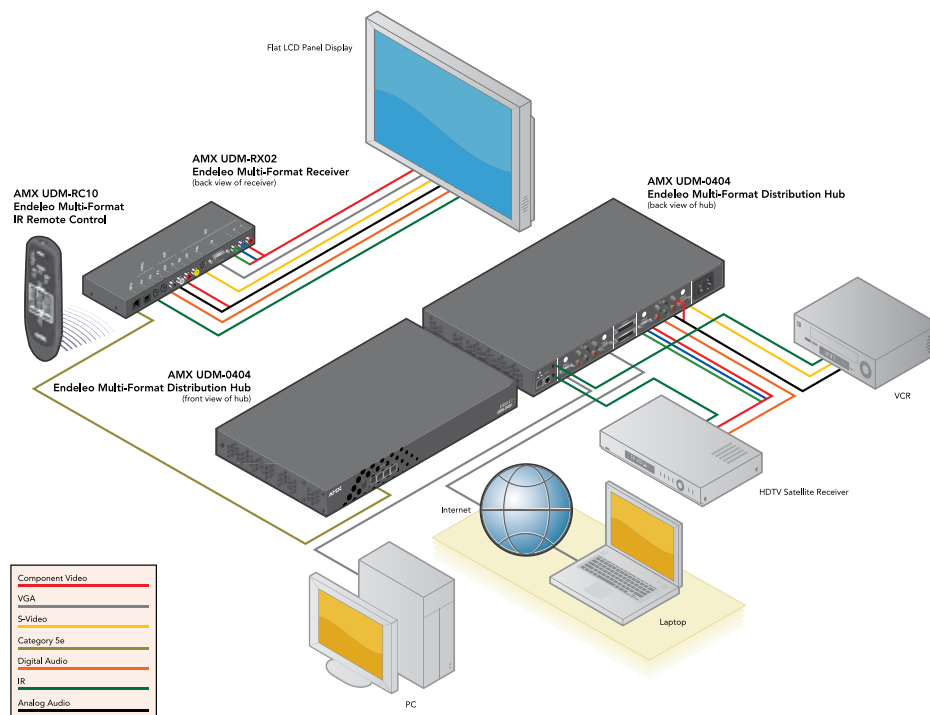 Flat LCD Panel Display
AMX UDM-RX02
Endeleo Multi-Format Receiver
(back view of receiver)
AMX UDM-RC10
Endeleo Multi-Format
IR Remote Control
AMX UDM-0404
Endeleo Multi-Format Distribution Hub
(back view of hub)
AMX UDM-0404
Endeleo Multi-Format Distribution Hub
(front view of hub)
AMX
VCR
HDTV Satellite Receiver
Internet
Laptop
PC
Component Video
VGA
S-Video
Category 5e
Digital Audio
IR
Analog Audio